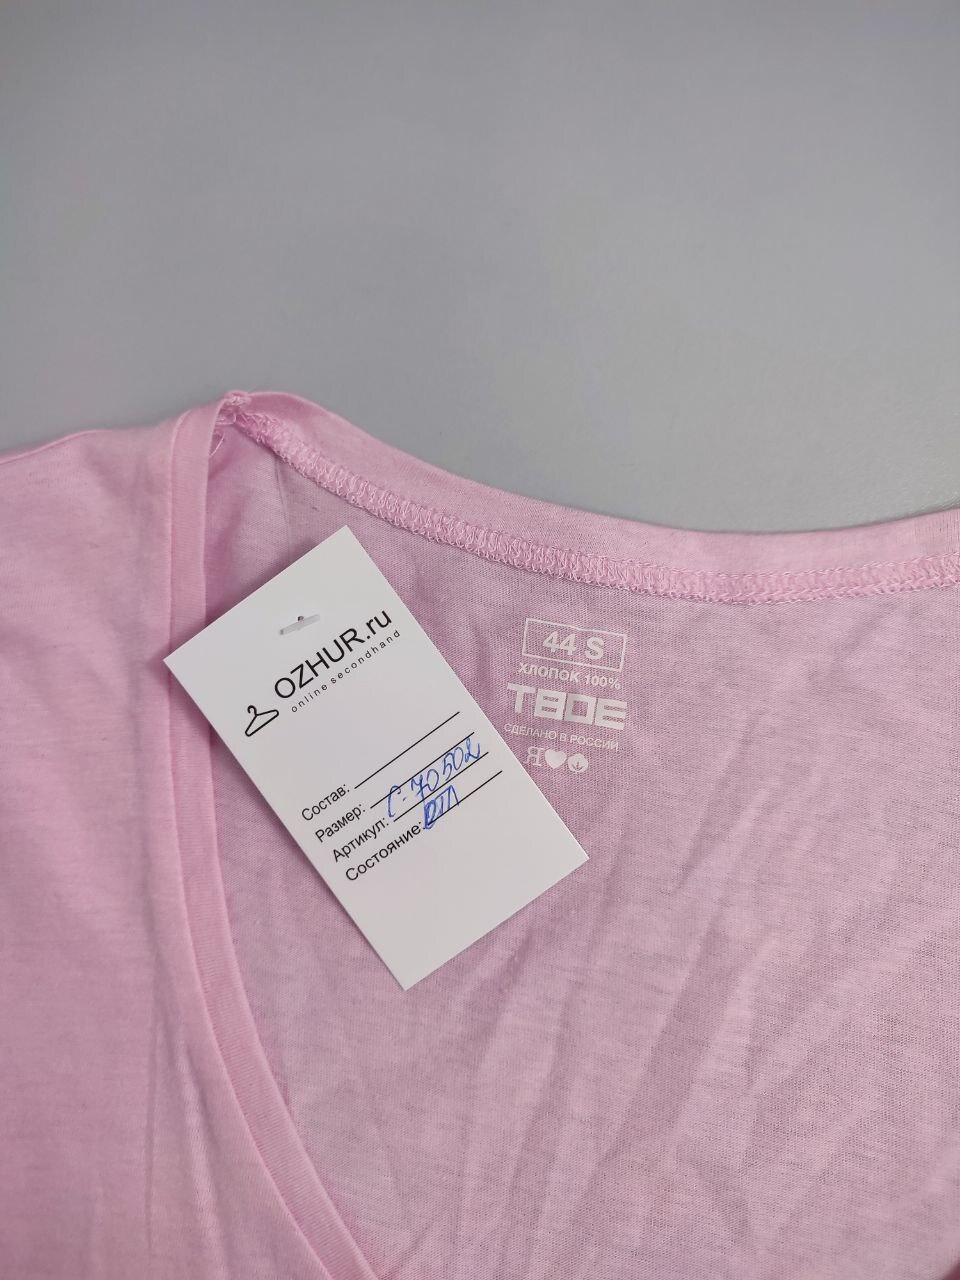 OZHUR.ru
online secondhand
Состав:
Размер:
Артикул: С-70502
Состояние:
44 S
ХЛОПОК 100%
ТВОЕ
СДЕЛАНО В РОССИИ
Я